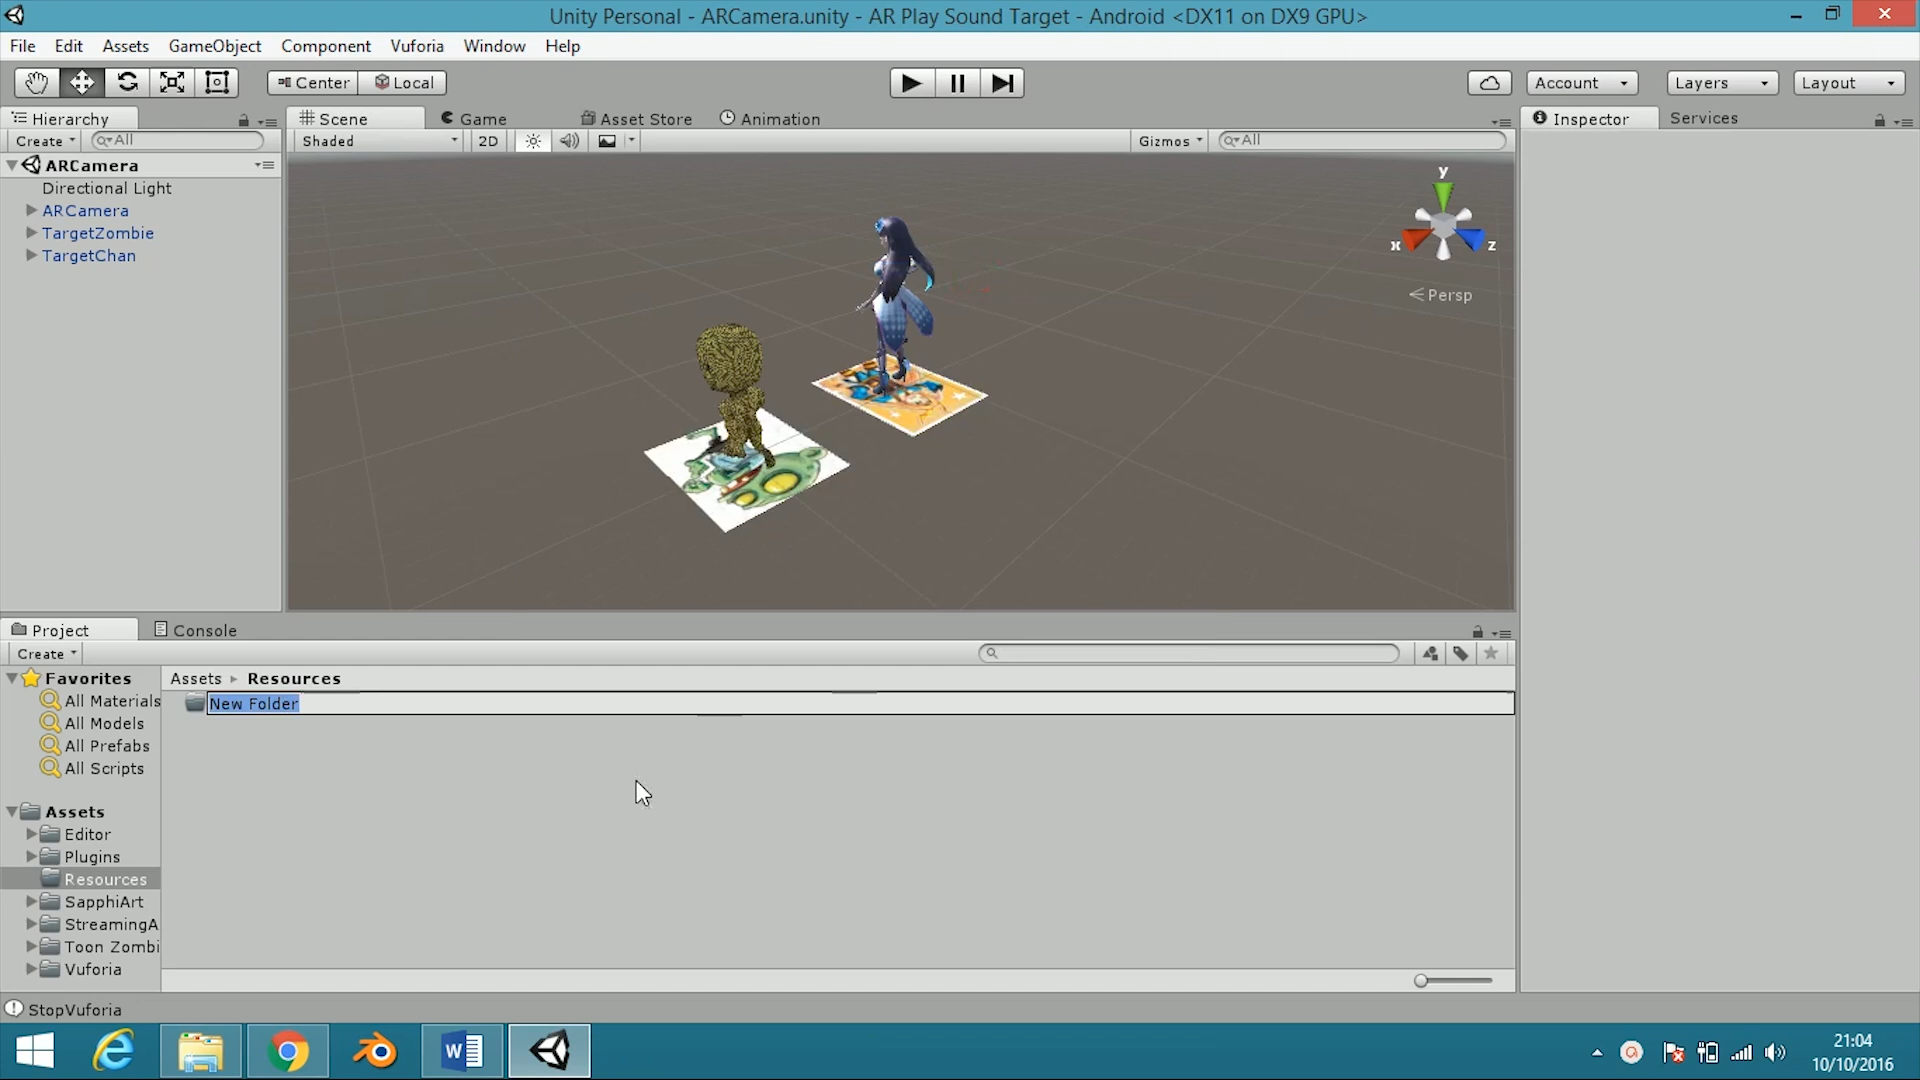 Unity Personal - ARCamera.unity - AR Play Sound Target - Android <DX11 on DX9 GPU>
File Edit Assets GameObject Component Vuforia Window Help
Center Local Account Layers Layout
Hierarchy Scene Game Asset Store Animation Inspector Services
Create All Shaded 2D Gizmos All
ARCamera
Directional Light
ARCamera
TargetZombie
TargetChan
y
x z
Persp
Project Console
Create
Favorites
All Materials
All Models
All Prefabs
All Scripts
Assets
Editor
Plugins
Resources
SapphiArt
StreamingA
Toon Zombi
Vuforia
Assets Resources
New Folder
StopVuforia
21:04
10/10/2016